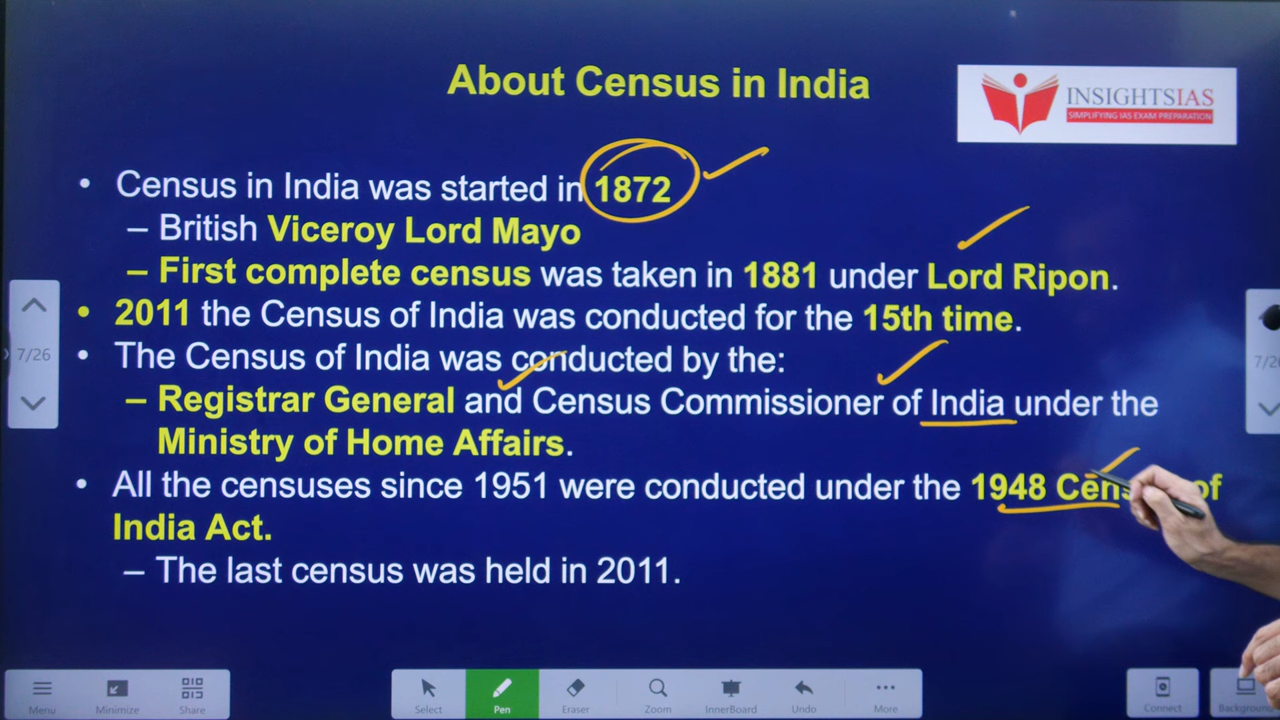 About Census in India
INSIGHTSIAS
SIMPLIFYING IAS EXAM PREPARATION
• Census in India was started in 1872
– British Viceroy Lord Mayo
– First complete census was taken in 1881 under Lord Ripon.
• 2011 the Census of India was conducted for the 15th time.
• The Census of India was conducted by the:
– Registrar General and Census Commissioner of India under the
Ministry of Home Affairs.
• All the censuses since 1951 were conducted under the 1948 of
India Act.
– The last census was held in 2011.
7/26
7/2
Menu
Minimize
Share
Select
Pen
Eraser
Zoom
InnerBoard
Undo
More
Connect
Background